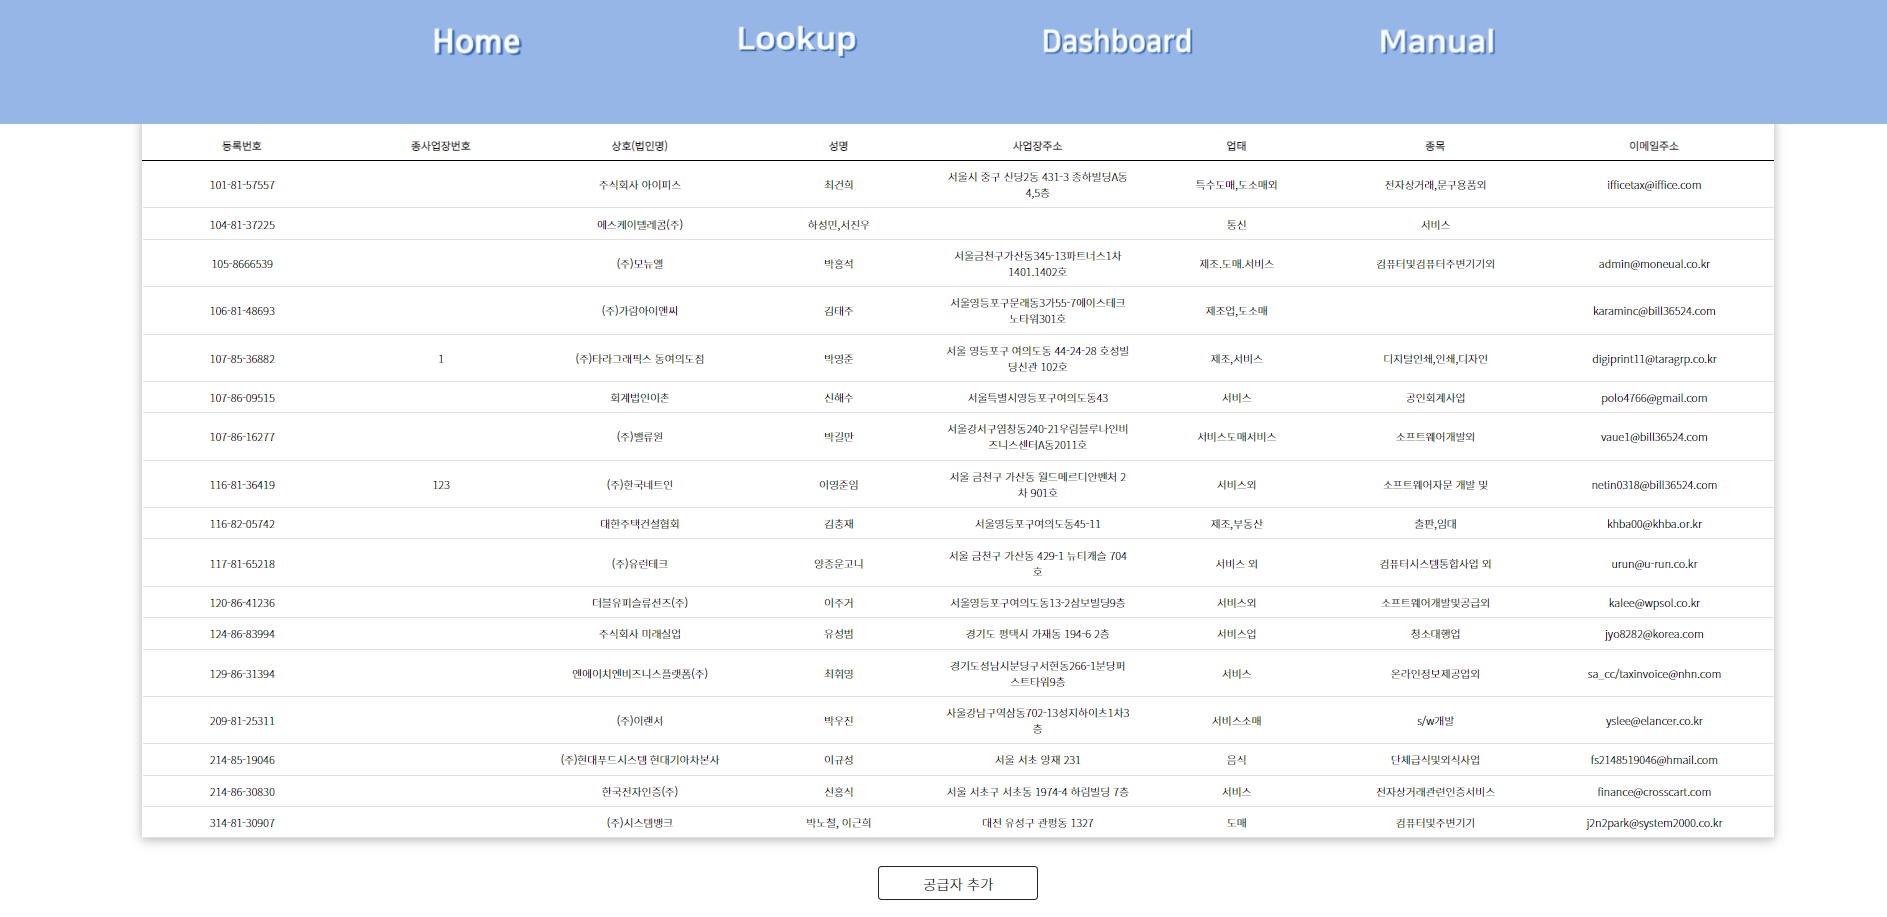 Home Lookup Dashboard Manual
등록번호 종사업장번호 상호(법인명) 성명 사업장주소 업태 종목 이메일주소
101-81-57557 주식회사 아이피스 최건희 서울시 중구 신당2동 431-3 종하빌딩A동 특수도매,도소매외 전자상거래,문구용품외 ifficetax@iffice.com
4,5층
104-81-37225 에스케이텔레콤(주) 하성민,서진우 통신 서비스
105-8666539 (주)모뉴엘 박홍석 서울금천구가산동345-13파트너스1차 제조.도매.서비스 컴퓨터및컴퓨터주변기기외 admin@moneual.co.kr
1401.1402호
106-81-48693 (주)가람아이앤씨 김태주 서울영등포구문래동3가55-7에이스테크 제조업,도소매 karaminc@bill36524.com
노타워301호
107-85-36882 1 (주)타라그래픽스 동여의도점 박영준 서울 영등포구 여의도동 44-24-28 호성빌 제조,서비스 디지털인쇄,인쇄,디자인 digiprint11@taragrp.co.kr
딩신관 102호
107-86-09515 회계법인이촌 신해수 서울특별시영등포구여의도동43 서비스 공인회계사업 polo4766@gmail.com
107-86-16277 (주)밸류원 박길만 서울강서구염창동240-21우림블루나인비 서비스도매서비스 소프트웨어개발외 vaue1@bill36524.com
즈니스센터A동2011호
116-81-36419 123 (주)한국네트인 이영준임 서울 금천구 가산동 월드메르디안벤처 2 서비스외 소프트웨어자문 개발 및 netin0318@bill36524.com
차 901호
116-82-05742 대한주택건설협회 김충재 서울영등포구여의도동45-11 제조,부동산 출판,임대 khba00@khba.or.kr
117-81-65218 (주)유런테크 양종운고니 서울 금천구 가산동 429-1 뉴티캐슬 704 서비스 외 컴퓨터시스템통합사업 외 urun@u-run.co.kr
호
120-86-41236 더블유피솔류션즈(주) 이주거 서울영등포구여의도동13-2삼보빌딩9층 서비스외 소프트웨어개발및공급외 kalee@wpsol.co.kr
124-86-83994 주식회사 미래실업 유성범 경기도 평택시 가재동 194-6 2층 서비스업 청소대행업 jyo8282@korea.com
129-86-31394 엔에이치엔비즈니스플랫폼(주) 최휘영 경기도성남시분당구서현동266-1분당퍼 서비스 온라인정보제공업외 sa_cc/taxinvoice@nhn.com
스트타워9층
209-81-25311 (주)이랜서 박우진 사울강남구역삼동702-13성지하이츠1차3 서비스소매 s/w개발 yslee@elancer.co.kr
층
214-85-19046 (주)현대푸드시스템 현대기아차본사 이규성 서울 서초 양재 231 음식 단체급식및외식사업 fs2148519046@hmail.com
214-86-30830 한국전자인증(주) 신홍식 서울 서초구 서초동 1974-4 하림빌딩 7층 서비스 전자상거래관련인증서비스 finance@crosscart.com
314-81-30907 (주)시스템뱅크 박노철, 이근희 대전 유성구 관평동 1327 도매 컴퓨터및주변기기 j2n2park@system2000.co.kr
공급자 추가